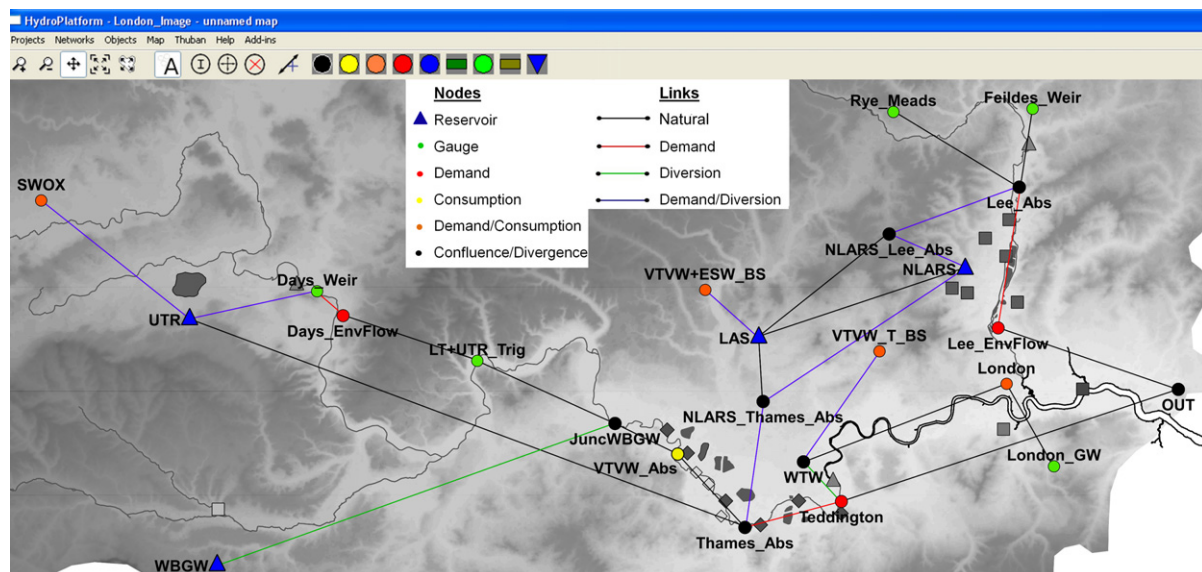 HydroPlatform - London_Image - unnamed map
Projects Networks Objects Map Thuban Help Add-ins
A I
Nodes Links
Reservoir Natural
Gauge Demand
Demand Diversion
Consumption Demand/Diversion
Demand/Consumption
Confluence/Divergence
Rye_Meads Feildes_Weir
SWOX
Lee_Abs
NLARS_Lee_Abs
NLARS
VTVW+ESW_BS
Days_Weir
UTR
Days_EnvFlow
LAS
VTVW_T_BS
Lee_EnvFlow
LT+UTR_Trig
London
OUT
NLARS_Thames_Abs
JuncWBGW
London_GW
VTVW_Abs
WTW
Teddington
Thames_Abs
WBGW